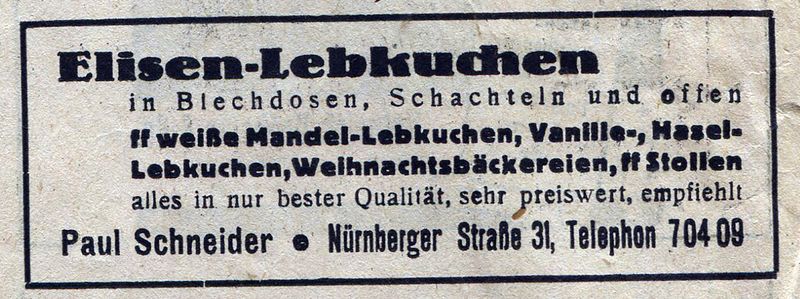 Elisen-Lebkuchen
in Blechdosen, Schachteln und offen
ff weiße Mandel-Lebkuchen, Vanille-, Hasel-
Lebkuchen, Weihnachtsbäckereien, ff Stollen
alles in nur bester Qualität, sehr preiswert, empfiehlt
Paul Schneider • Nürnberger Straße 31, Telephon 704 09